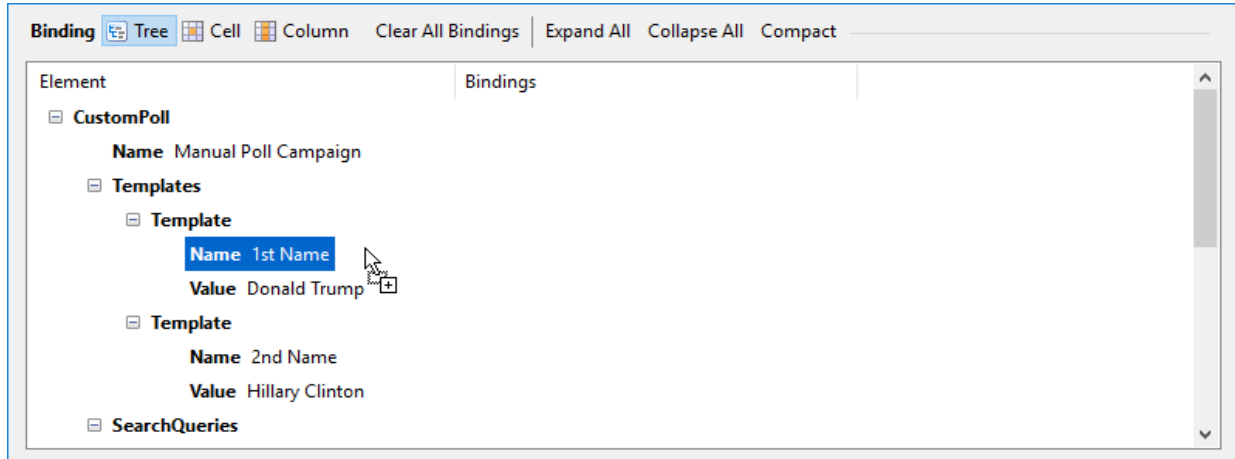 Binding Tree Cell Column Clear All Bindings Expand All Collapse All Compact
Element Bindings
CustomPoll
Name Manual Poll Campaign
Templates
Template
Name 1st Name
Value Donald Trump
Template
Name 2nd Name
Value Hillary Clinton
SearchQueries